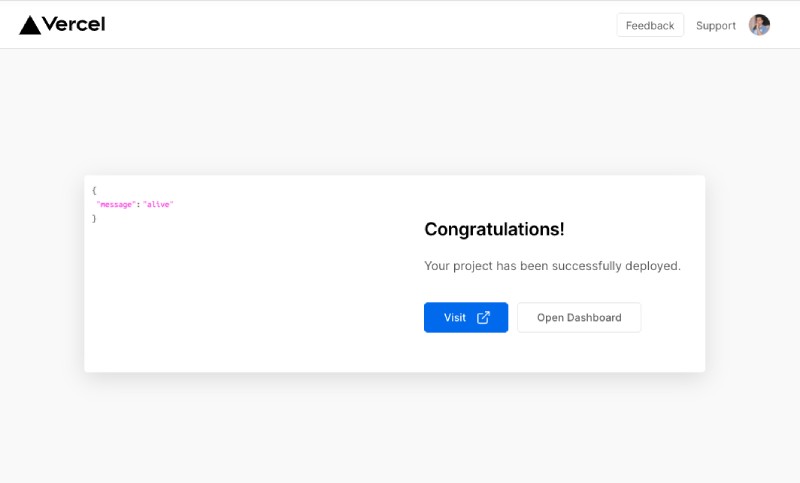 Vercel
Feedback
Support
{
"message": "alive"
}
Congratulations!
Your project has been successfully deployed.
Visit
Open Dashboard